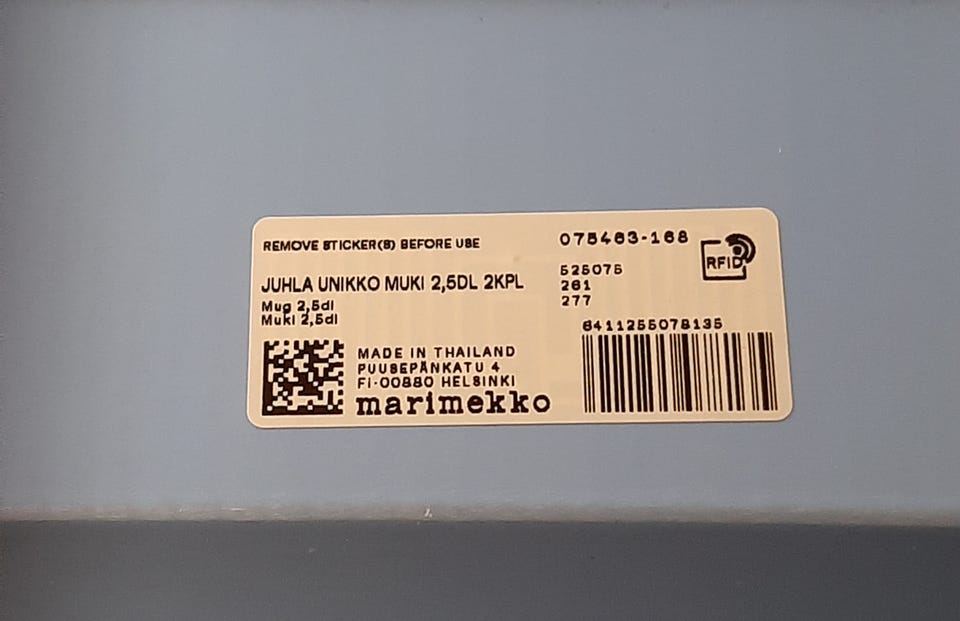 REMOVE STICKER(S) BEFORE USE
JUHLA UNIKKO MUKI 2,5DL 2KPL
Mug 2,5dl
Muki 2,5dl
MADE IN THAILAND
PUUSEPÄNKATU 4
FI-00880 HELSINKI
marimekko
075463-168
525075
261
277
RFID
6411255078135